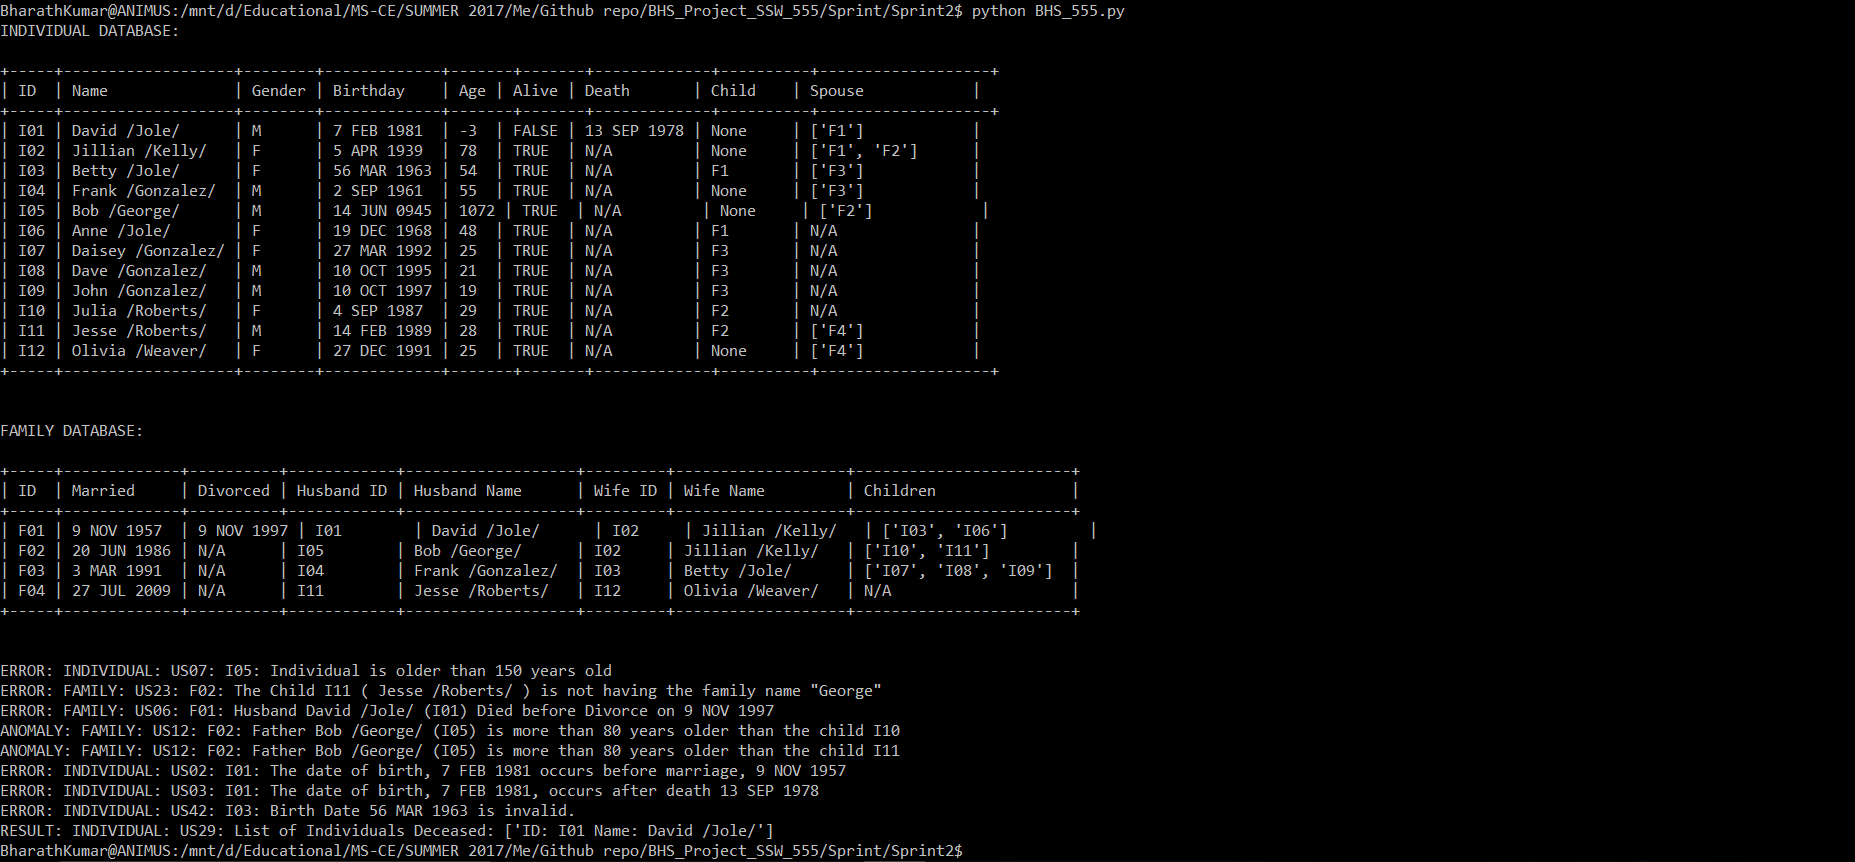 BharathKumar@ANIMUS:/mnt/d/Educational/MS-CE/SUMMER 2017/Me/Github repo/BHS_Project_SSW_555/Sprint/Sprint2$ python BHS_555.py
INDIVIDUAL DATABASE:
+-----+-------------------+--------+-------------+-------+-------+-------------+----------+-------------------+
| ID  | Name              | Gender | Birthday    | Age | Alive | Death       | Child    | Spouse            |
+-----+-------------------+--------+-------------+-------+-------+-------------+----------+-------------------+
| I01 | David /Jole/      | M      | 7 FEB 1981  | -3  | FALSE | 13 SEP 1978 | None     | ['F1']            |
| I02 | Jillian /Kelly/   | F      | 5 APR 1939  | 78  | TRUE  | N/A         | None     | ['F1', 'F2']      |
| I03 | Betty /Jole/      | F      | 56 MAR 1963 | 54  | TRUE  | N/A         | F1       | ['F3']            |
| I04 | Frank /Gonzalez/  | M      | 2 SEP 1961  | 55  | TRUE  | N/A         | None     | ['F3']            |
| I05 | Bob /George/      | M      | 14 JUN 0945 | 1072 | TRUE  | N/A         | None     | ['F2']            |
| I06 | Anne /Jole/       | F      | 19 DEC 1968 | 48  | TRUE  | N/A         | F1       | N/A               |
| I07 | Daisey /Gonzalez/ | F      | 27 MAR 1992 | 25  | TRUE  | N/A         | F3       | N/A               |
| I08 | Dave /Gonzalez/   | M      | 10 OCT 1995 | 21  | TRUE  | N/A         | F3       | N/A               |
| I09 | John /Gonzalez/   | M      | 10 OCT 1997 | 19  | TRUE  | N/A         | F3       | N/A               |
| I10 | Julia /Roberts/   | F      | 4 SEP 1987  | 29  | TRUE  | N/A         | F2       | N/A               |
| I11 | Jesse /Roberts/   | M      | 14 FEB 1989 | 28  | TRUE  | N/A         | F2       | ['F4']            |
| I12 | Olivia /Weaver/   | F      | 27 DEC 1991 | 25  | TRUE  | N/A         | None     | ['F4']            |
+-----+-------------------+--------+-------------+-------+-------+-------------+----------+-------------------+
FAMILY DATABASE:
+-----+-------------+----------+------------+-------------------+---------+------------------+------------------------+
| ID  | Married     | Divorced | Husband ID | Husband Name      | Wife ID | Wife Name         | Children               |
+-----+-------------+----------+------------+-------------------+---------+------------------+------------------------+
| F01 | 9 NOV 1957  | 9 NOV 1997 | I01        | David /Jole/      | I02     | Jillian /Kelly/   | ['I03', 'I06']         |
| F02 | 20 JUN 1986 | N/A      | I05        | Bob /George/      | I02     | Jillian /Kelly/   | ['I10', 'I11']         |
| F03 | 3 MAR 1991  | N/A      | I04        | Frank /Gonzalez/  | I03     | Betty /Jole/      | ['I07', 'I08', 'I09']  |
| F04 | 27 JUL 2009 | N/A      | I11        | Jesse /Roberts/   | I12     | Olivia /Weaver/   | N/A                    |
+-----+-------------+----------+------------+-------------------+---------+------------------+------------------------+
ERROR: INDIVIDUAL: US07: I05: Individual is older than 150 years old
ERROR: FAMILY: US23: F02: The Child I11 ( Jesse /Roberts/ ) is not having the family name "George"
ERROR: FAMILY: US06: F01: Husband David /Jole/ (I01) Died before Divorce on 9 NOV 1997
ANOMALY: FAMILY: US12: F02: Father Bob /George/ (I05) is more than 80 years older than the child I10
ANOMALY: FAMILY: US12: F02: Father Bob /George/ (I05) is more than 80 years older than the child I11
ERROR: INDIVIDUAL: US02: I01: The date of birth, 7 FEB 1981 occurs before marriage, 9 NOV 1957
ERROR: INDIVIDUAL: US03: I01: The date of birth, 7 FEB 1981, occurs after death 13 SEP 1978
ERROR: INDIVIDUAL: US42: I03: Birth Date 56 MAR 1963 is invalid.
RESULT: INDIVIDUAL: US29: List of Individuals Deceased: ['ID: I01 Name: David /Jole/']
BharathKumar@ANIMUS:/mnt/d/Educational/MS-CE/SUMMER 2017/Me/Github repo/BHS_Project_SSW_555/Sprint/Sprint2$